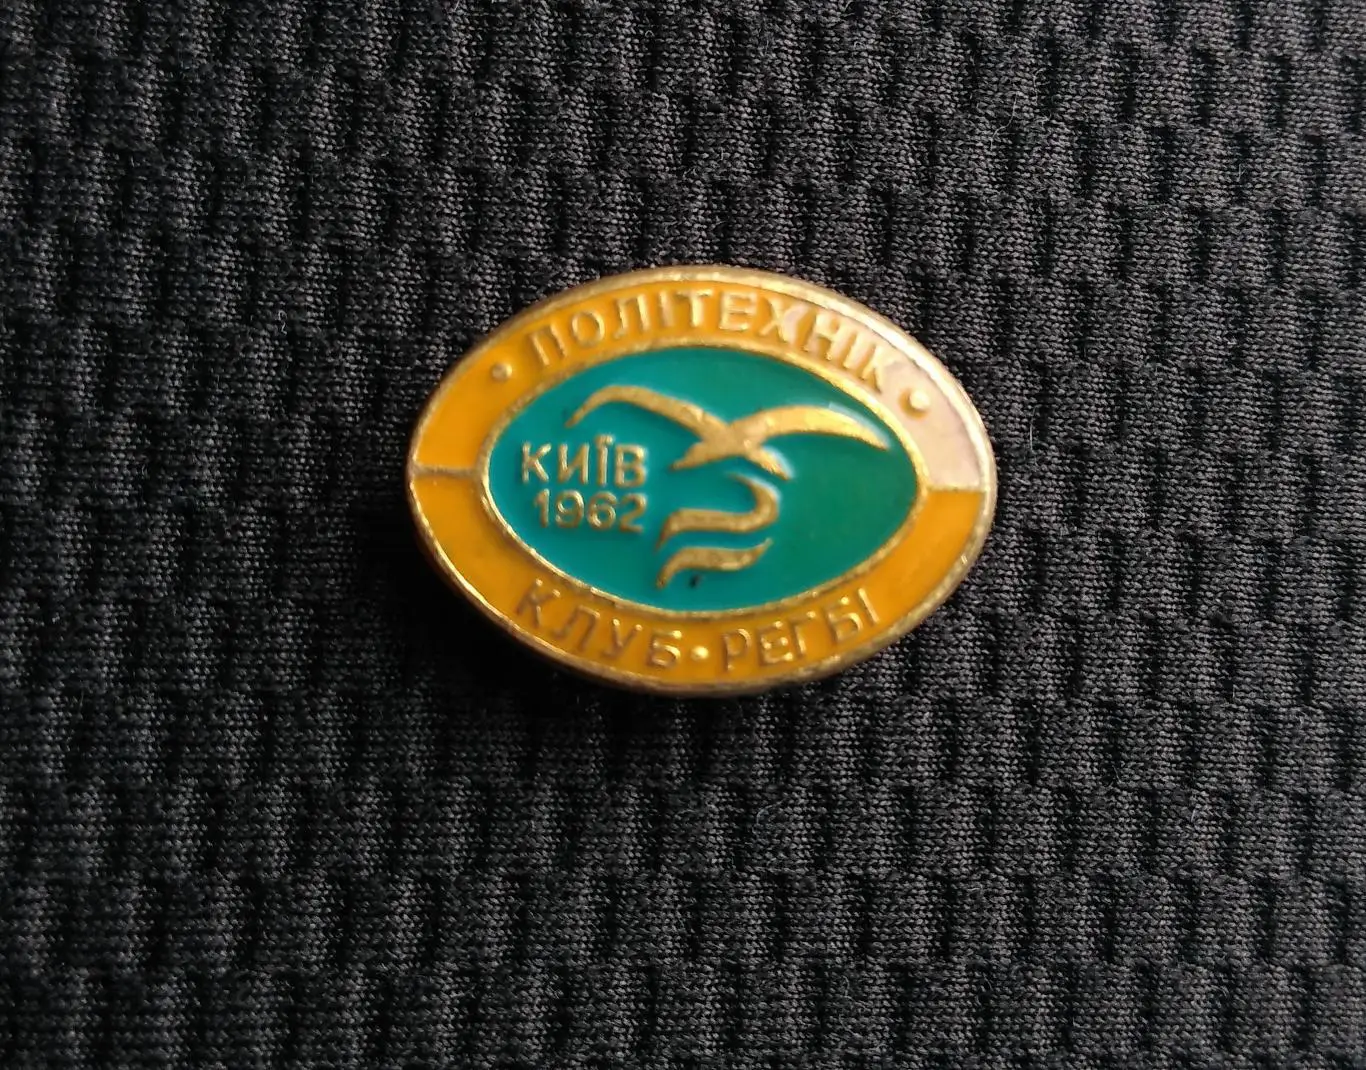 • ПОЛІТЕХНІК •
КИЇВ
1962
КЛУБ • РЕГБІ